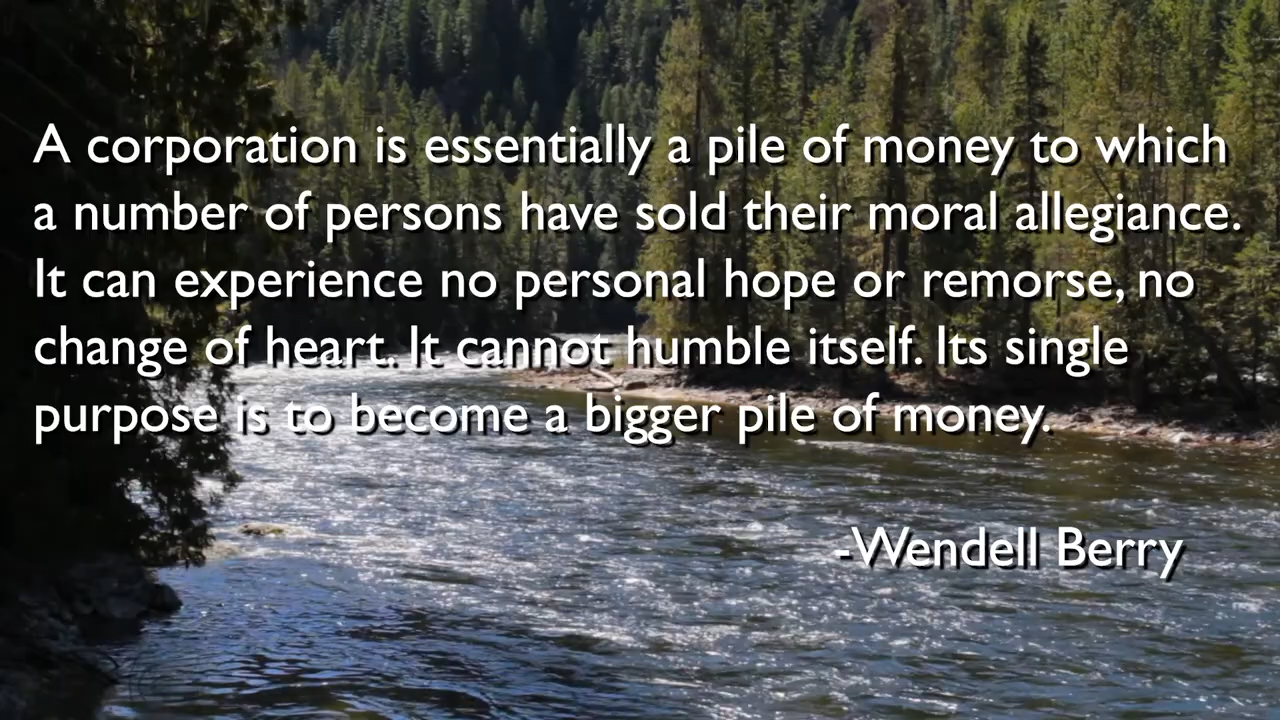 A corporation is essentially a pile of money to which
a number of persons have sold their moral allegiance.
It can experience no personal hope or remorse, no
change of heart. It cannot humble itself. Its single
purpose is to become a bigger pile of money.
-Wendell Berry